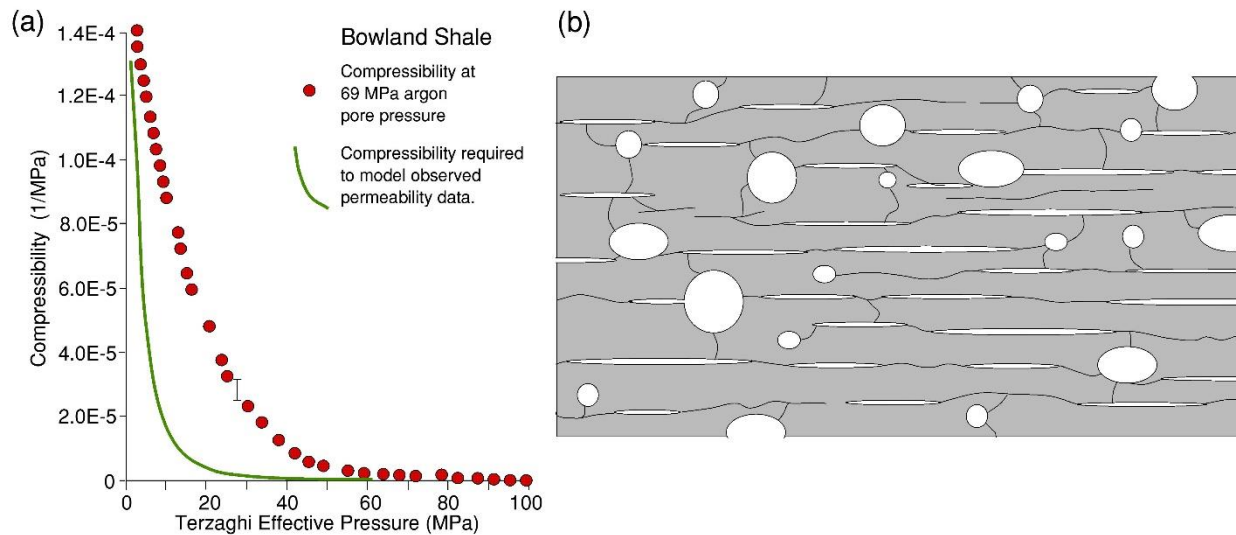 (a)
Bowland Shale
Compressibility at
69 MPa argon
pore pressure
Compressibility required
to model observed
permeability data.
Compressibility (1/MPa)
1.4E-4
1.2E-4
1.0E-4
8.0E-5
6.0E-5
4.0E-5
2.0E-5
0
0 20 40 60 80 100
Terzaghi Effective Pressure (MPa)
(b)